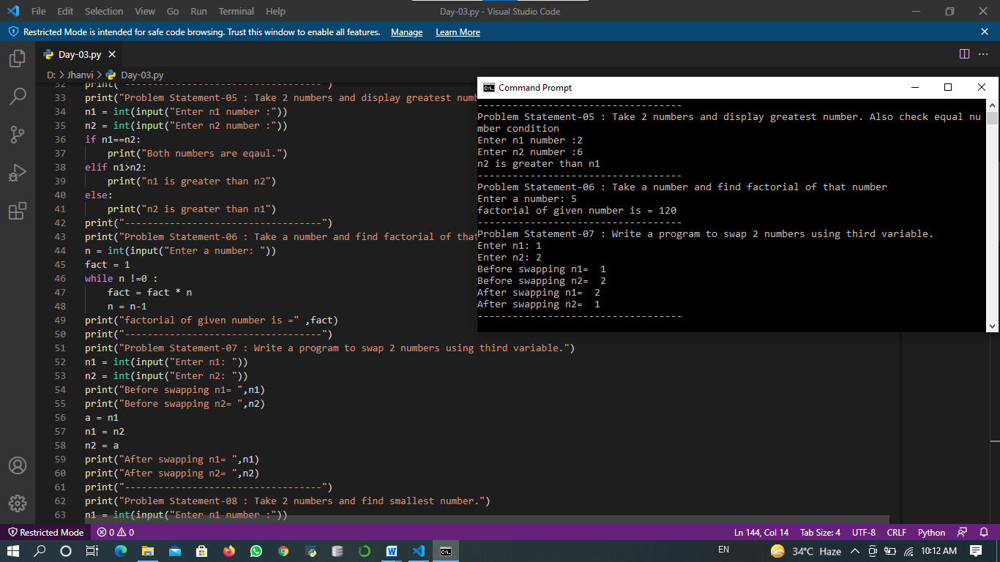 File Edit Selection View Go Run Terminal Help
Day-03.py - Visual Studio Code
Restricted Mode is intended for safe code browsing. Trust this window to enable all features. Manage Learn More
Day-03.py
D: > Jhanvi > Day-03.py
32 print("-----------------------------------")
33 print("Problem Statement-05 : Take 2 numbers and display greatest numb
34 n1 = int(input("Enter n1 number :"))
35 n2 = int(input("Enter n2 number :"))
36 if n1==n2:
37     print("Both numbers are eqaul.")
38 elif n1>n2:
39     print("n1 is greater than n2")
40 else:
41     print("n2 is greater than n1")
42 print("-----------------------------------")
43 print("Problem Statement-06 : Take a number and find factorial of that
44 n = int(input("Enter a number: "))
45 fact = 1
46 while n !=0 :
47     fact = fact * n
48     n = n-1
49 print("factorial of given number is =" ,fact)
50 print("-----------------------------------")
51 print("Problem Statement-07 : Write a program to swap 2 numbers using third variable.")
52 n1 = int(input("Enter n1: "))
53 n2 = int(input("Enter n2: "))
54 print("Before swapping n1= ",n1)
55 print("Before swapping n2= ",n2)
56 a = n1
57 n1 = n2
58 n2 = a
59 print("After swapping n1= ",n1)
60 print("After swapping n2= ",n2)
61 print("-----------------------------------")
62 print("Problem Statement-08 : Take 2 numbers and find smallest number.")
63 n1 = int(input("Enter n1 number :"))
Command Prompt
-----------------------------------
Problem Statement-05 : Take 2 numbers and display greatest number. Also check equal nu
mber condition
Enter n1 number :2
Enter n2 number :6
n2 is greater than n1
-----------------------------------
Problem Statement-06 : Take a number and find factorial of that number
Enter a number: 5
factorial of given number is = 120
-----------------------------------
Problem Statement-07 : Write a program to swap 2 numbers using third variable.
Enter n1: 1
Enter n2: 2
Before swapping n1=  1
Before swapping n2=  2
After swapping n1=  2
After swapping n2=  1
-----------------------------------
Restricted Mode 0 0 Ln 144, Col 14 Tab Size: 4 UTF-8 CRLF Python
EN 34°C Haze 10:12 AM